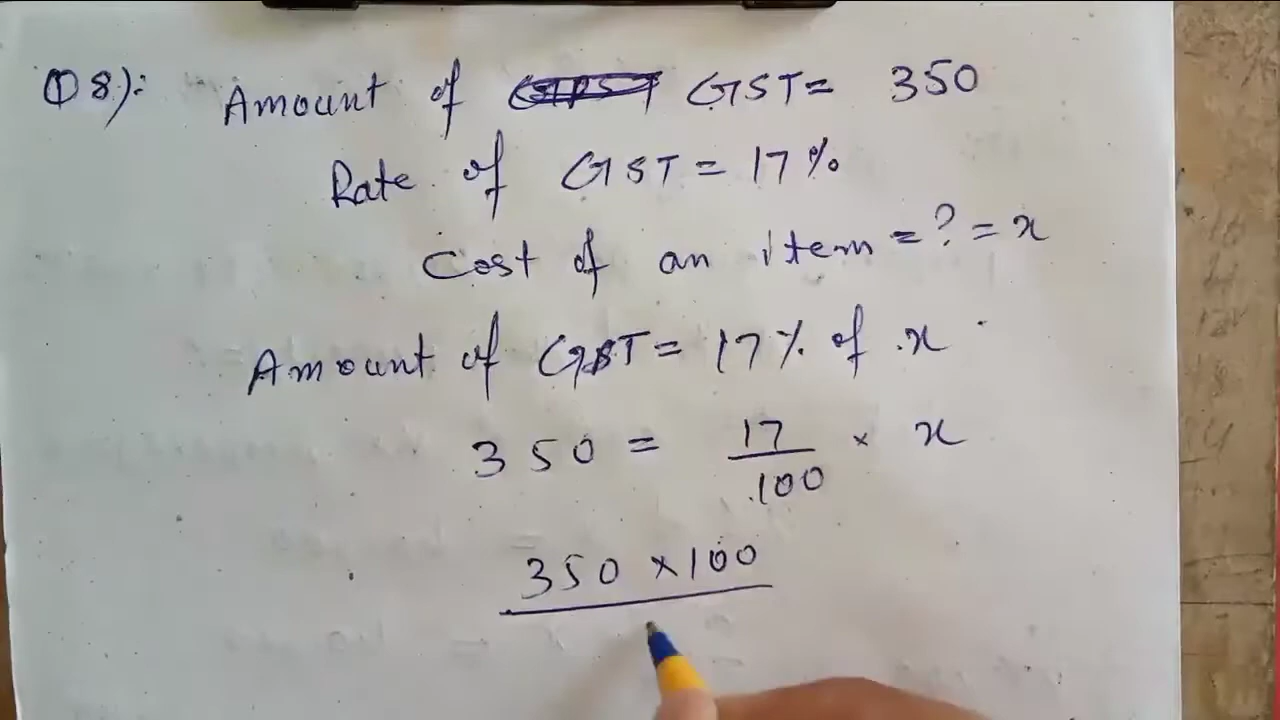 Q8):- Amount of GST = 350
Rate of GST = 17%
Cost of an item = ? = x
Amount of GST = 17% of x
350 = 17/100 × x
350 × 100